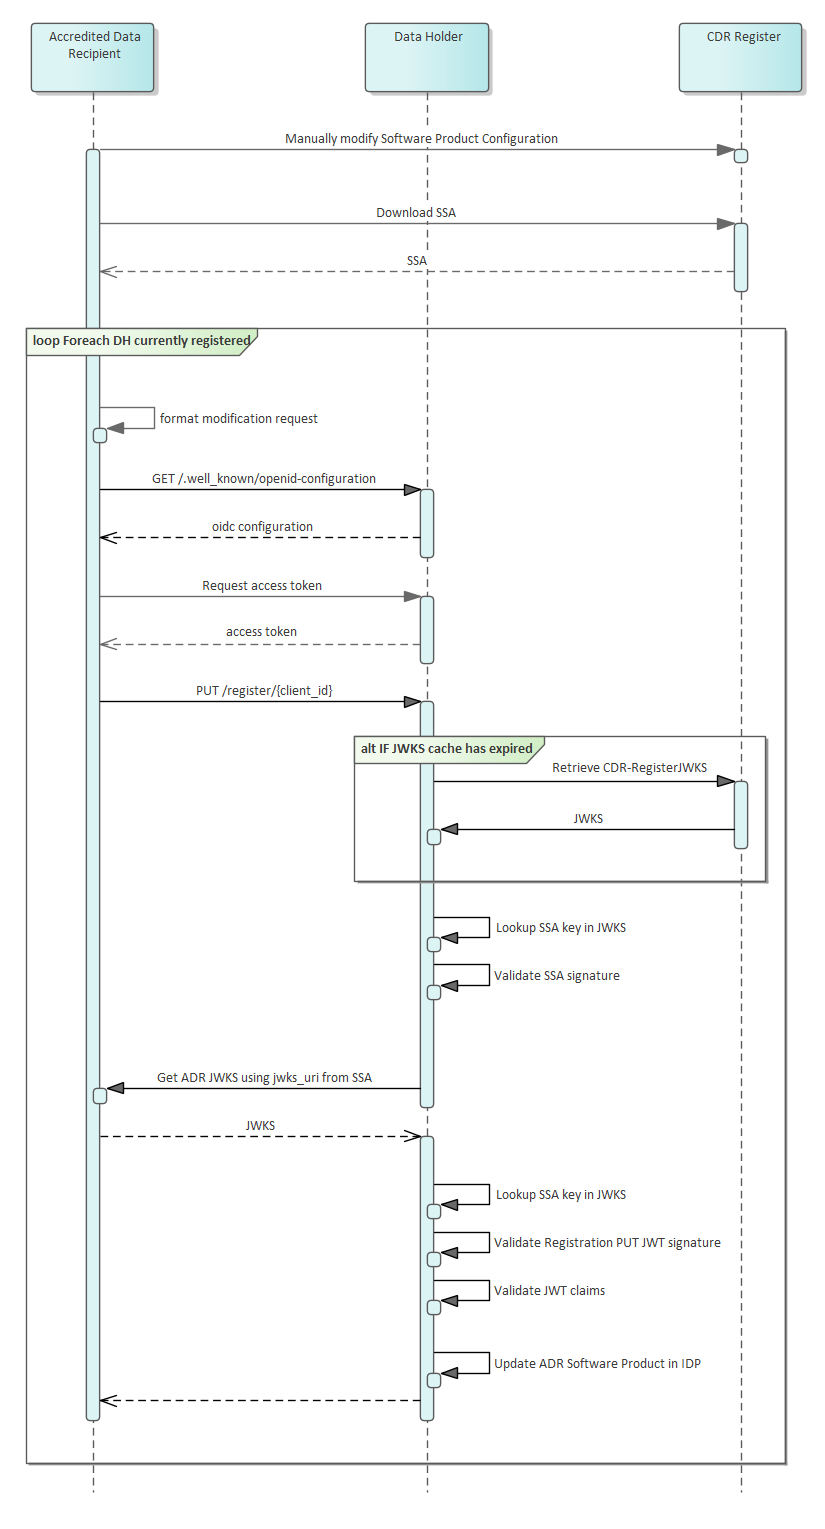 Accredited Data
Recipient
Data Holder
CDR Register
Manually modify Software Product Configuration
Download SSA
SSA
loop Foreach DH currently registered
format modification request
GET /.well_known/openid-configuration
oidc configuration
Request access token
access token
PUT /register/{client_id}
alt IF JWKS cache has expired
Retrieve CDR-RegisterJWKS
JWKS
Lookup SSA key in JWKS
Validate SSA signature
Get ADR JWKS using jwks_uri from SSA
JWKS
Lookup SSA key in JWKS
Validate Registration PUT JWT signature
Validate JWT claims
Update ADR Software Product in IDP